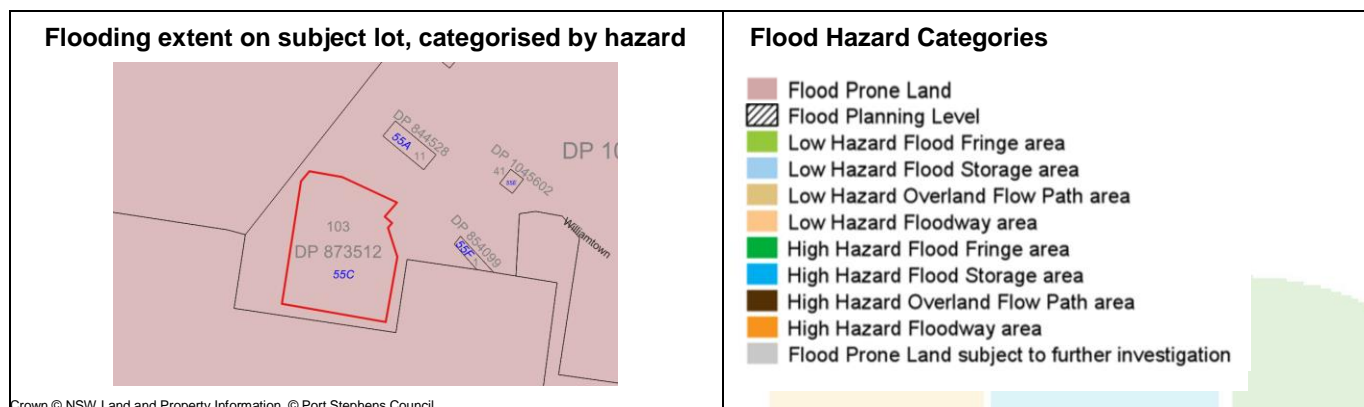 Flooding extent on subject lot, categorised by hazard
DP 844528
55A
11
DP 1045602
41
55E
DP 10
103
DP 873512
55C
DP 854099
55F
Williamtown
Crown © NSW Land and Property Information, © Port Stephens Council
Flood Hazard Categories
Flood Prone Land
Flood Planning Level
Low Hazard Flood Fringe area
Low Hazard Flood Storage area
Low Hazard Overland Flow Path area
Low Hazard Floodway area
High Hazard Flood Fringe area
High Hazard Flood Storage area
High Hazard Overland Flow Path area
High Hazard Floodway area
Flood Prone Land subject to further investigation